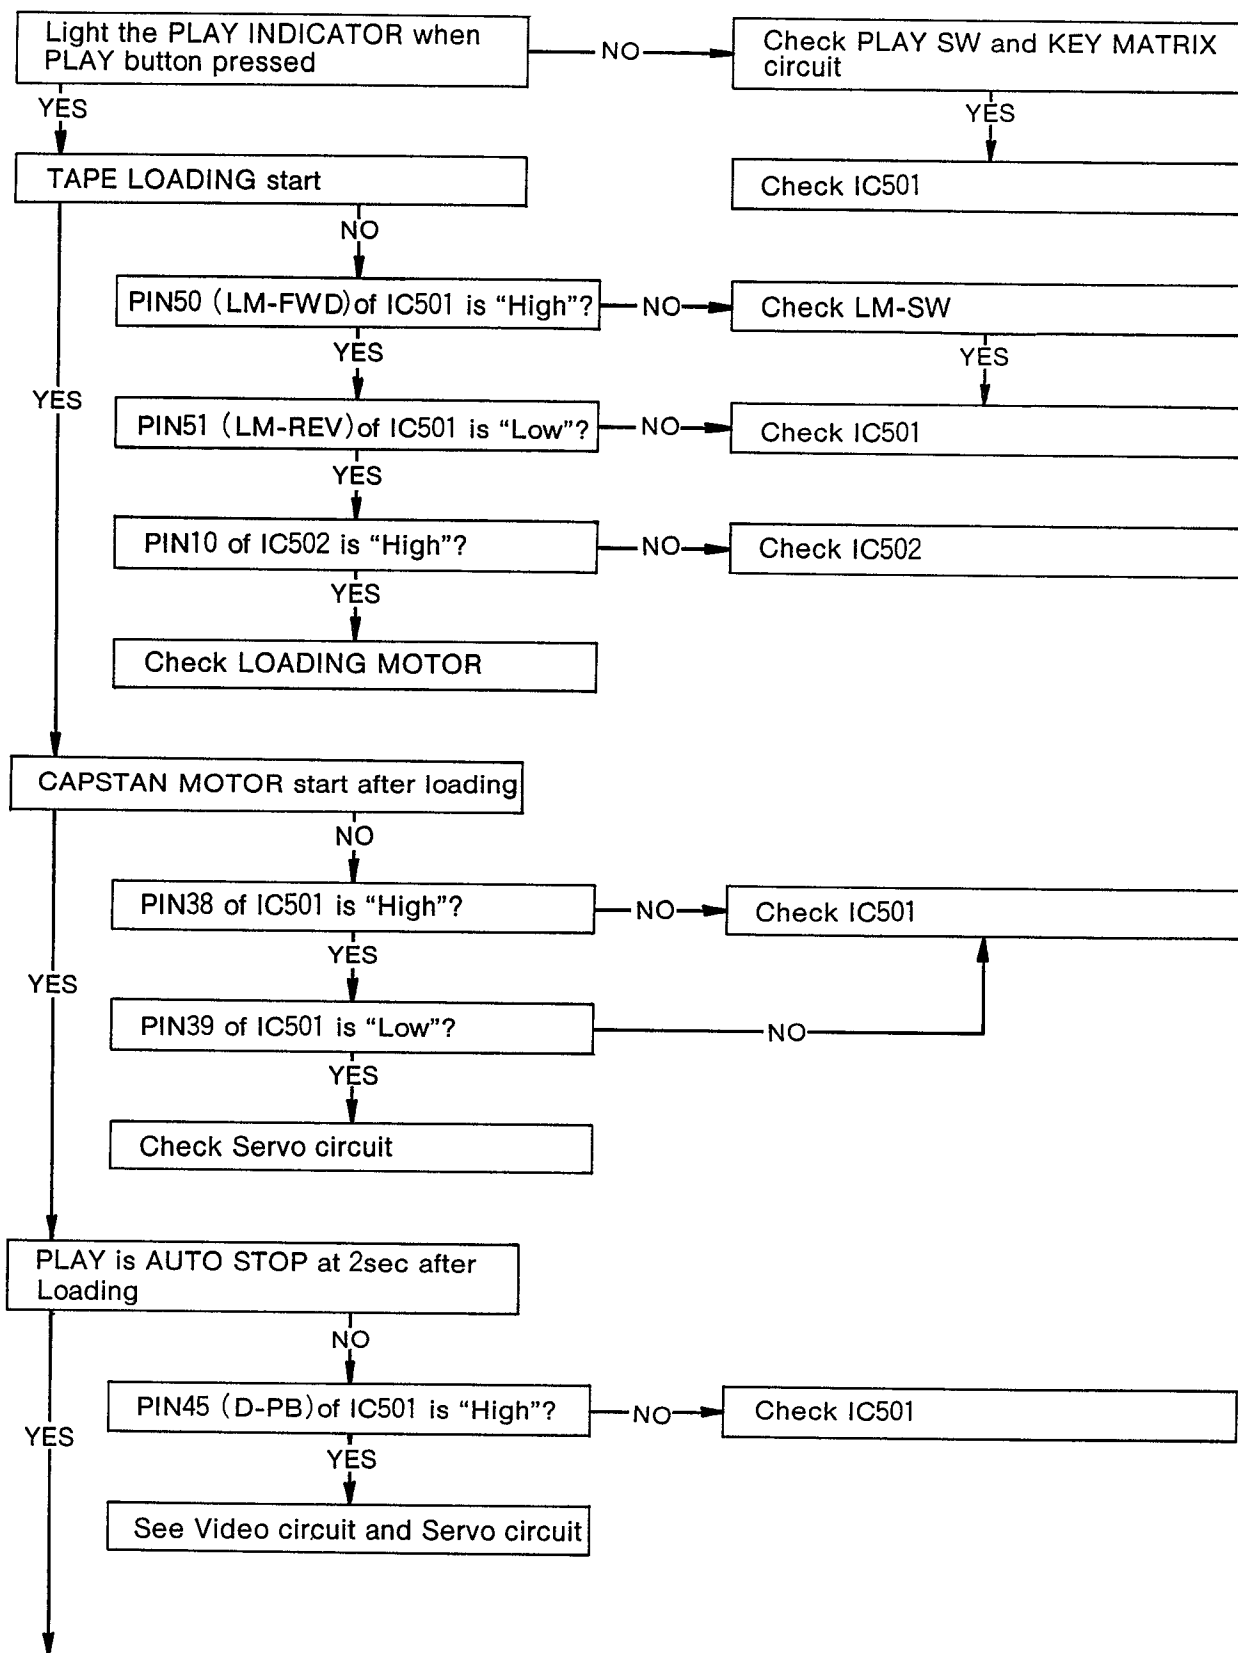 Light the PLAY INDICATOR when
PLAY button pressed
NO
Check PLAY SW and KEY MATRIX
circuit
YES
YES
TAPE LOADING start
Check IC501
NO
PIN50 (LM-FWD) of IC501 is “High”?
NO
Check LM-SW
YES
YES
YES
PIN51 (LM-REV) of IC501 is “Low”?
NO
Check IC501
YES
PIN10 of IC502 is “High”?
NO
Check IC502
YES
Check LOADING MOTOR
CAPSTAN MOTOR start after loading
NO
PIN38 of IC501 is “High”?
NO
Check IC501
YES
YES
PIN39 of IC501 is “Low”?
NO
YES
Check Servo circuit
PLAY is AUTO STOP at 2sec after
Loading
NO
PIN45 (D-PB) of IC501 is “High”?
NO
Check IC501
YES
YES
See Video circuit and Servo circuit